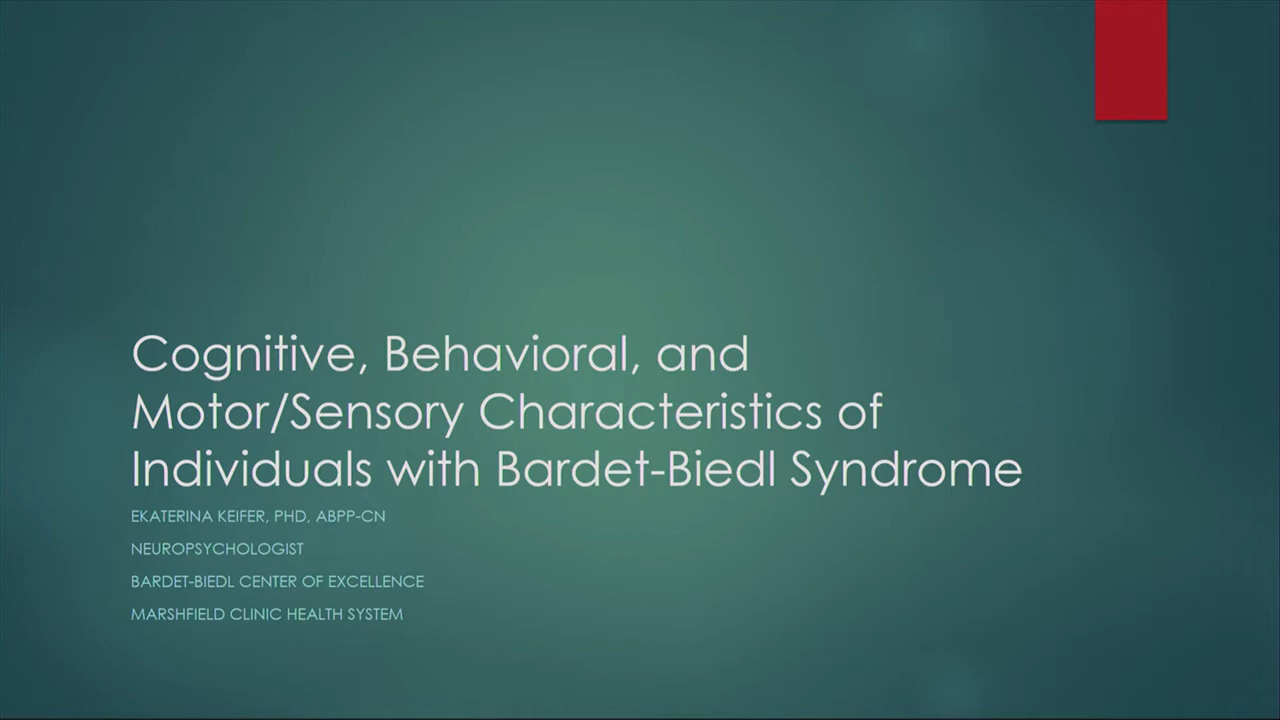 Cognitive, Behavioral, and
Motor/Sensory Characteristics of
Individuals with Bardet-Biedl Syndrome
EKATERINA KEIFER, PHD, ABPP-CN
NEUROPSYCHOLOGIST
BARDET-BIEDL CENTER OF EXCELLENCE
MARSHFIELD CLINIC HEALTH SYSTEM